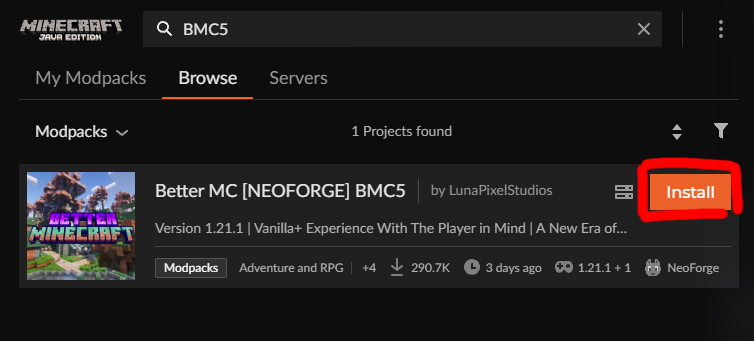 MINECRAFT
JAVA EDITION
BMC5
My Modpacks Browse Servers
Modpacks 1 Projects found
BETTER
MINECRAFT
Better MC [NEOFORGE] BMC5 by LunaPixelStudios Install
Version 1.21.1 | Vanilla+ Experience With The Player in Mind | A New Era of...
Modpacks Adventure and RPG +4 290.7K 3 days ago 1.21.1 + 1 NeoForge